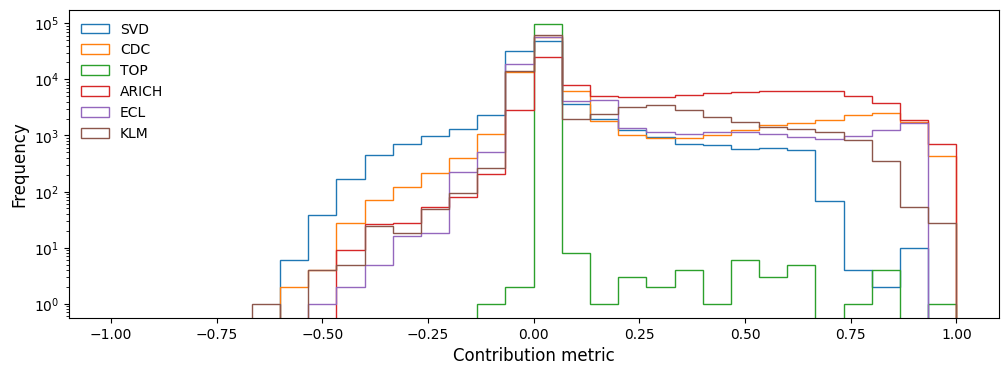 SVD
CDC
TOP
ARICH
ECL
KLM
Frequency
10⁵
10⁴
10³
10²
10¹
10⁰
−1.00 −0.75 −0.50 −0.25 0.00 0.25 0.50 0.75 1.00
Contribution metric